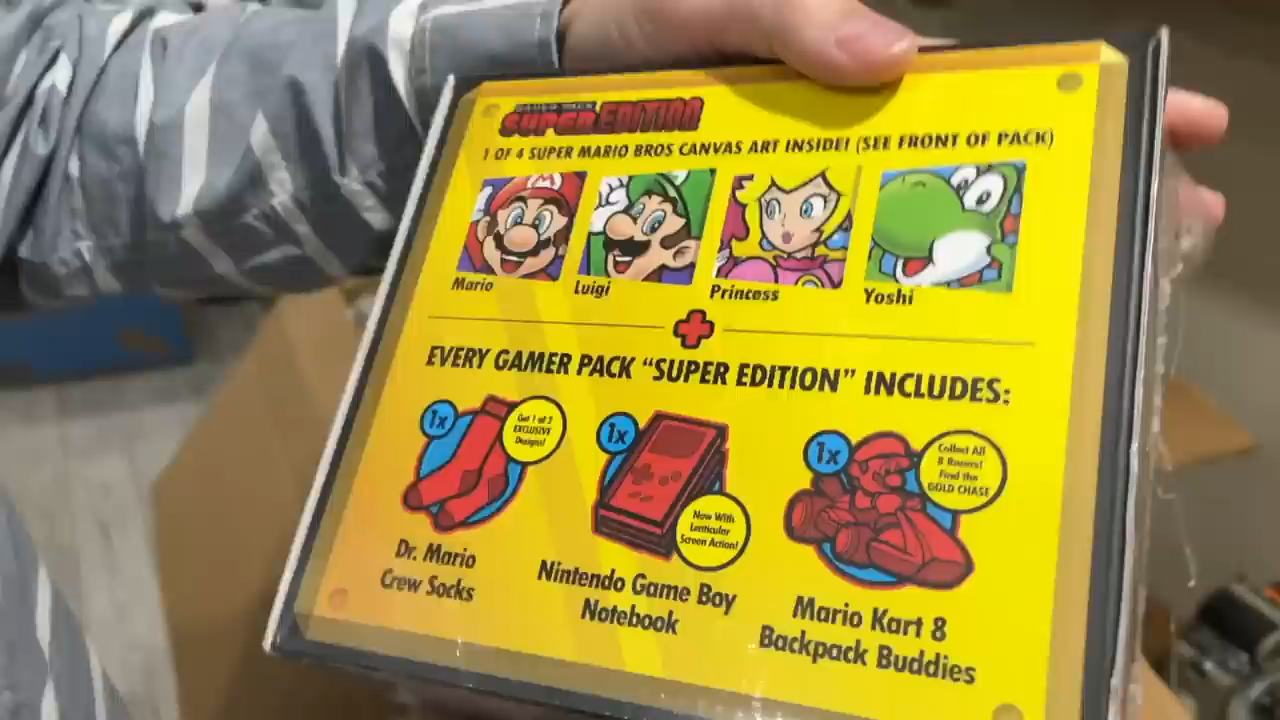 SUPER EDITION
1 OF 4 SUPER MARIO BROS CANVAS ART INSIDE! (SEE FRONT OF PACK)
Mario
Luigi
Princess
Yoshi
EVERY GAMER PACK “SUPER EDITION” INCLUDES:
1x
Get 1 of 2
EXCLUSIVE
Designs!
Dr. Mario
Crew Socks
1x
Now With
Lenticular
Screen Action!
Nintendo Game Boy
Notebook
1x
Collect All
8 Racers!
Find the
GOLD CHASE
Mario Kart 8
Backpack Buddies